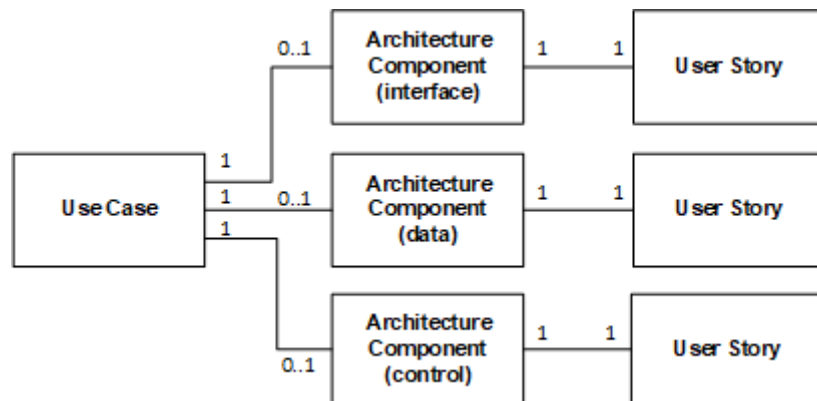 0..1
Architecture
Component
(interface)
1
1
User Story
Use Case
1
1
1
0..1
Architecture
Component
(data)
1
1
User Story
0..1
Architecture
Component
(control)
1
1
User Story